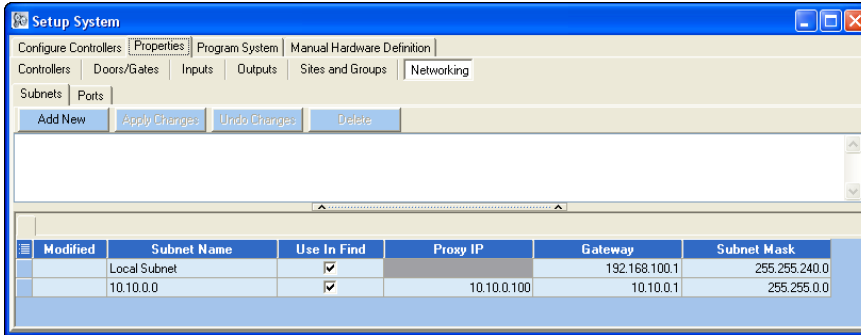 Setup System
Configure Controllers Properties Program System Manual Hardware Definition
Controllers Doors/Gates Inputs Outputs Sites and Groups Networking
Subnets Ports
Add New Apply Changes Undo Changes Delete
Modified Subnet Name Use In Find Proxy IP Gateway Subnet Mask
Local Subnet 192.168.100.1 255.255.240.0
10.10.0.0 10.10.0.100 10.10.0.1 255.255.0.0